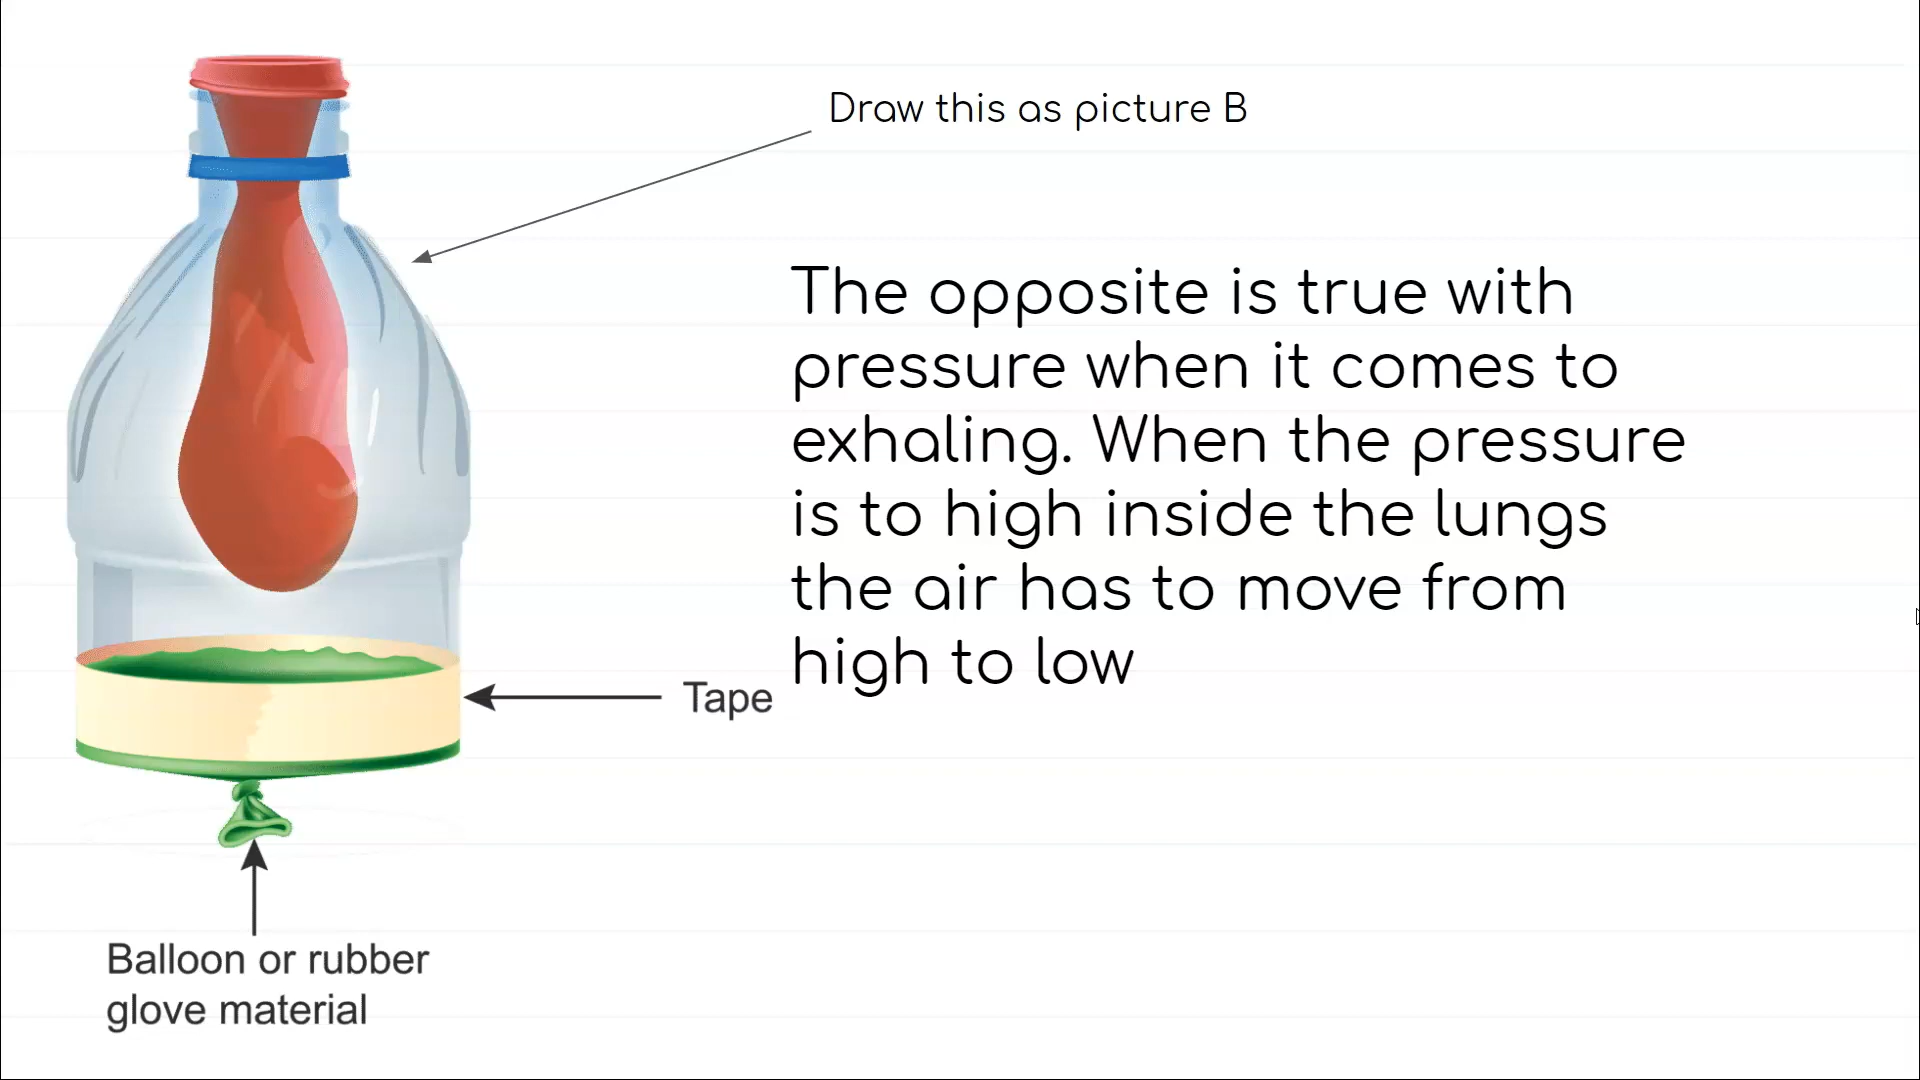 Draw this as picture B
The opposite is true with
pressure when it comes to
exhaling. When the pressure
is to high inside the lungs
the air has to move from
high to low
Tape
Balloon or rubber
glove material